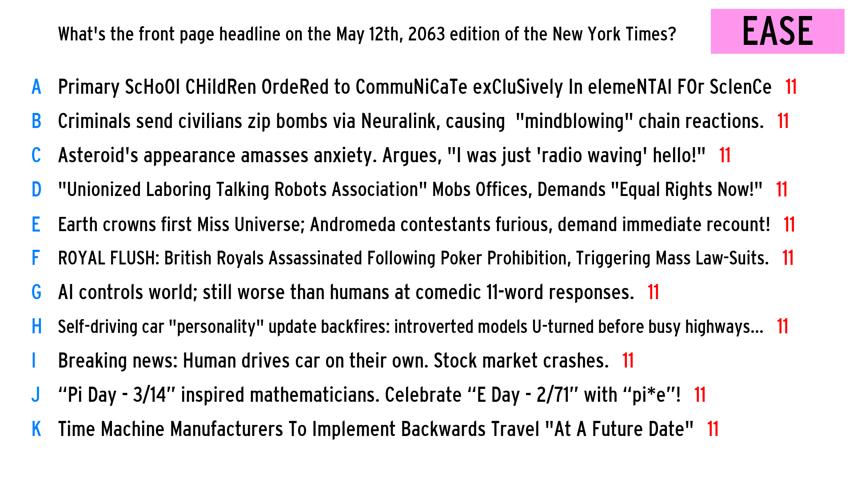 What's the front page headline on the May 12th, 2063 edition of the New York Times?
EASE
A Primary ScHoOl CHildRen OrdeRed to CommuNiCaTe exCluSively In elemeNTAl FOr ScIenCe 11
B Criminals send civilians zip bombs via Neuralink, causing "mindblowing" chain reactions. 11
C Asteroid's appearance amasses anxiety. Argues, "I was just 'radio waving' hello!" 11
D "Unionized Laboring Talking Robots Association" Mobs Offices, Demands "Equal Rights Now!" 11
E Earth crowns first Miss Universe; Andromeda contestants furious, demand immediate recount! 11
F ROYAL FLUSH: British Royals Assassinated Following Poker Prohibition, Triggering Mass Law-Suits. 11
G AI controls world; still worse than humans at comedic 11-word responses. 11
H Self-driving car "personality" update backfires: introverted models U-turned before busy highways... 11
I Breaking news: Human drives car on their own. Stock market crashes. 11
J “Pi Day - 3/14” inspired mathematicians. Celebrate “E Day - 2/71” with “pi*e”! 11
K Time Machine Manufacturers To Implement Backwards Travel "At A Future Date" 11